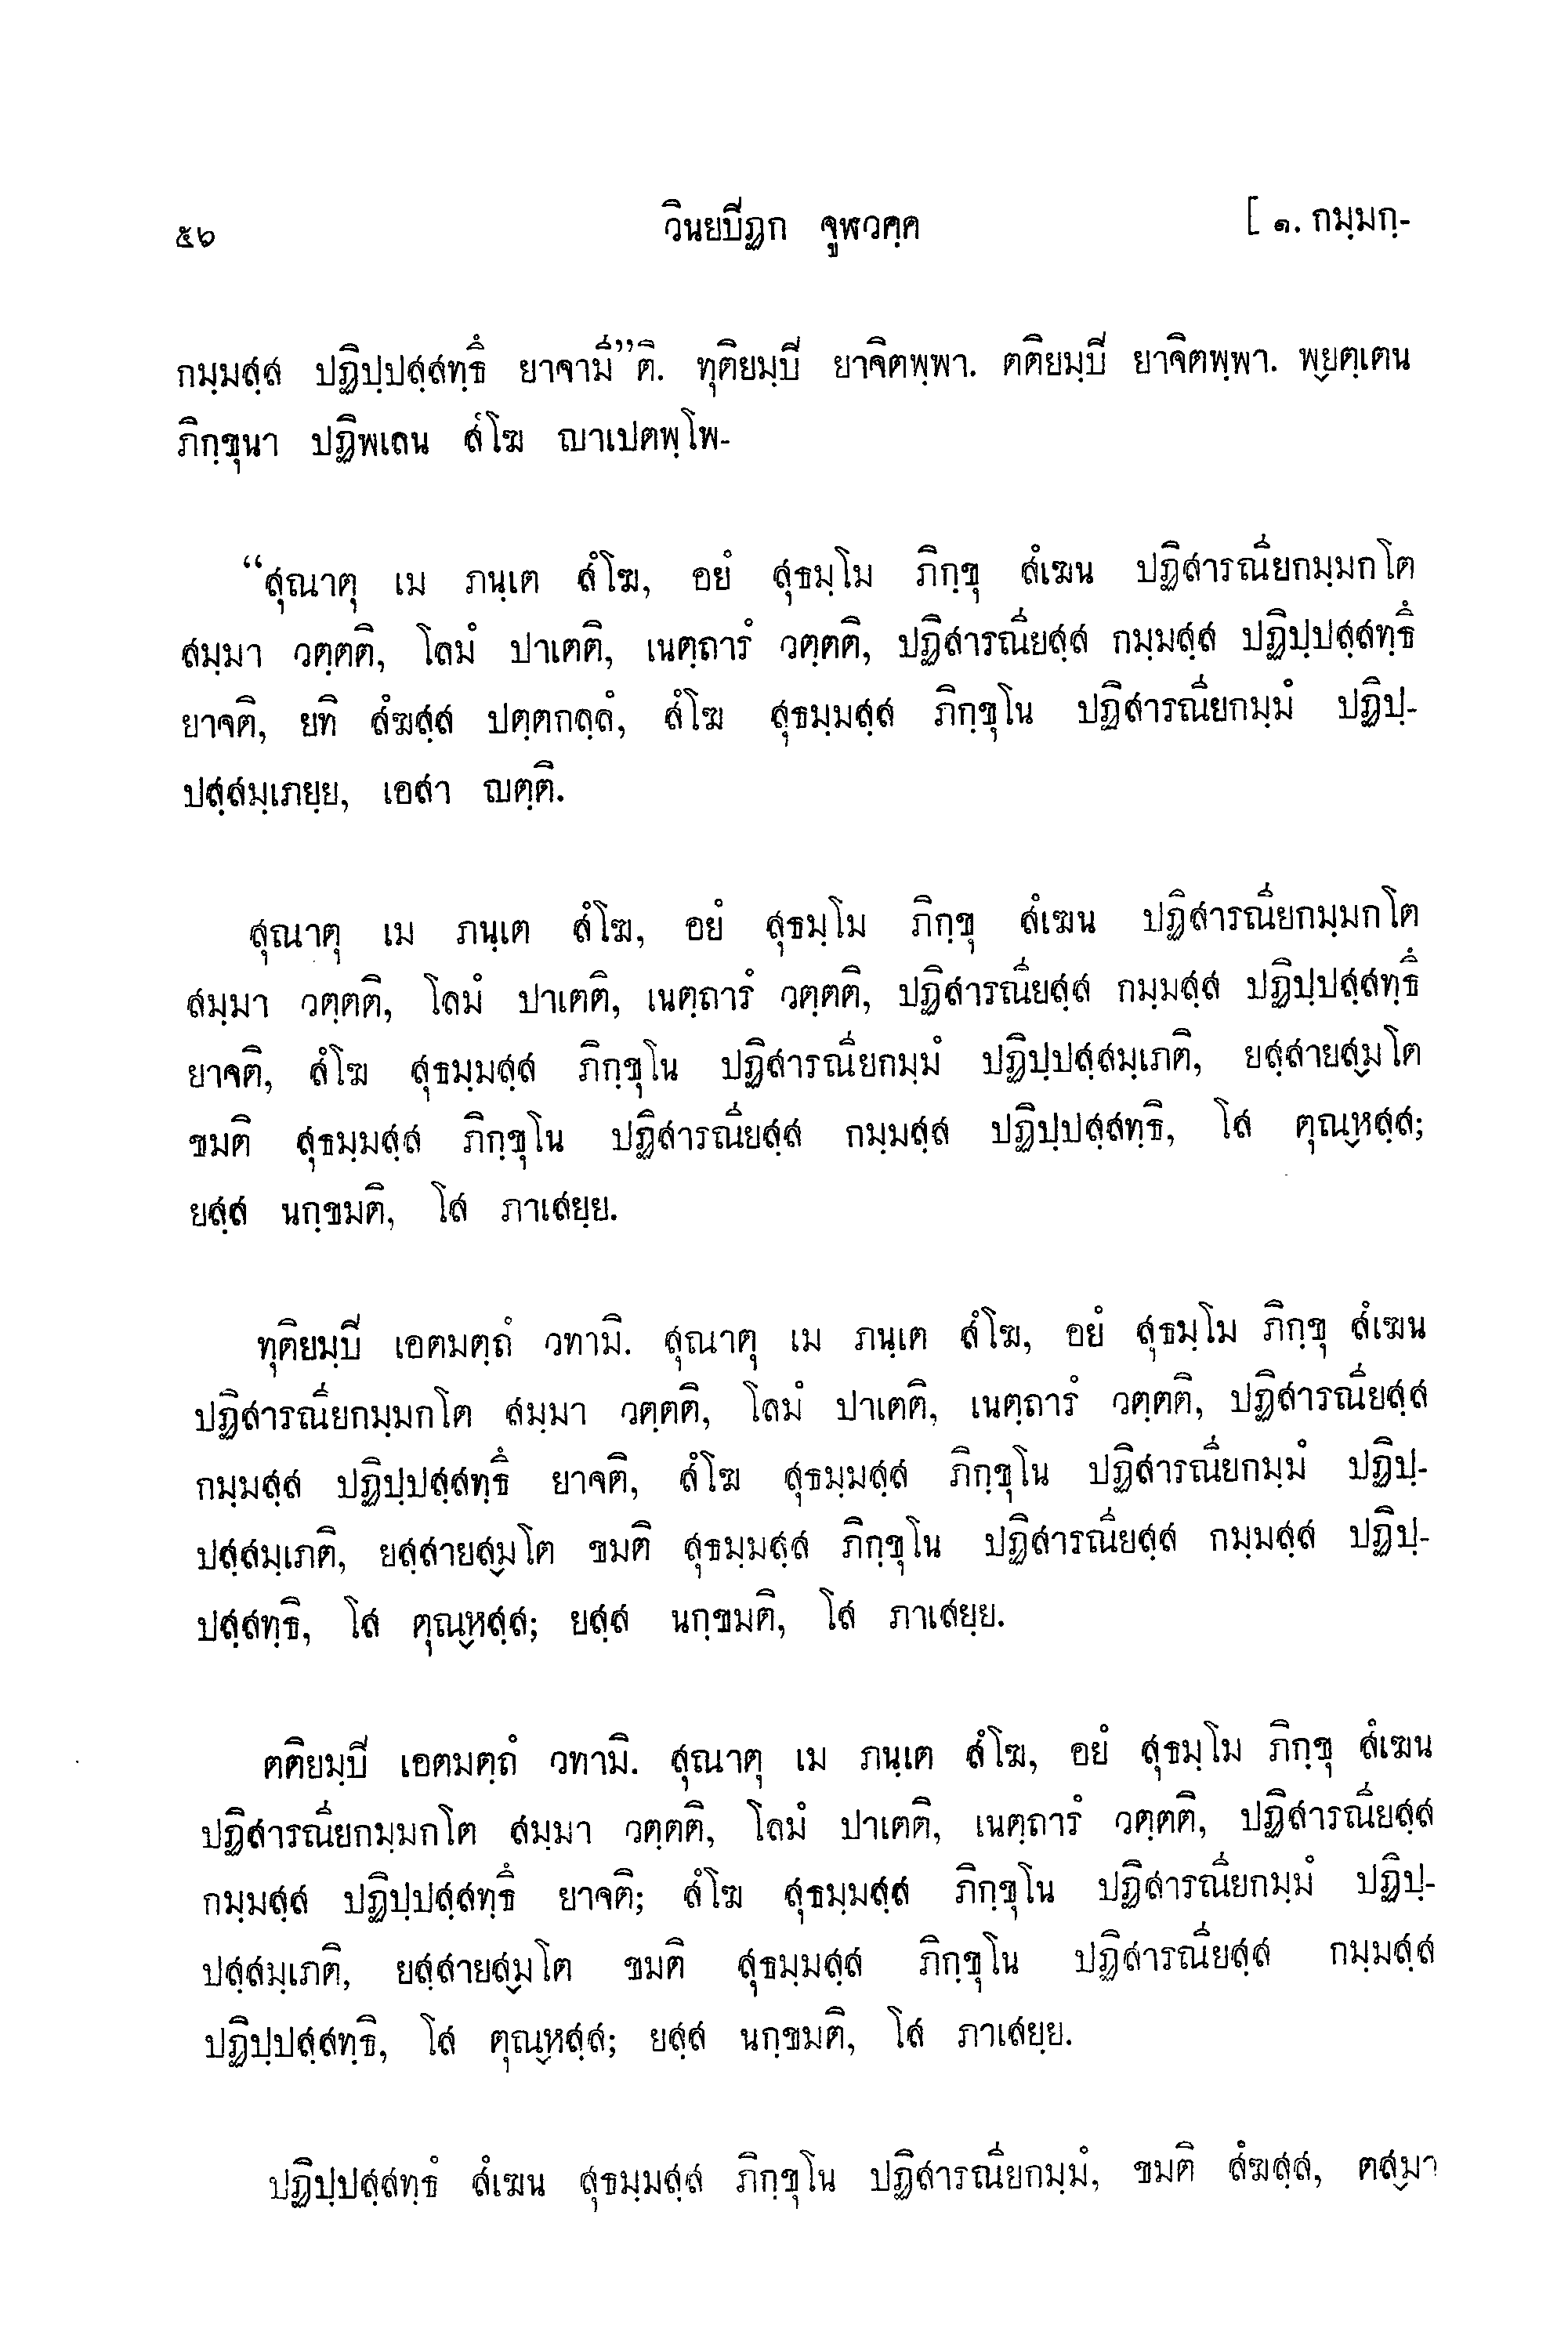 ๕๖ วินยปีฏก จูฬวคฺค [ ๑. กมฺมกฺ-
กมฺมสฺส ปฏิปฺปสฺสทฺธึ ยาจามี”ติ. ทุติยมฺปี ยาจิตพฺพา. ตติยมฺปี ยาจิตพฺพา. พฺยตฺเตน
ภิกฺขุนา ปฏิพเลน สํโฆ ญาเปตพฺโพ-
“สุณาตุ เม ภนฺเต สํโฆ, อยํ สุธมฺโม ภิกฺขุ สํเฆน ปฏิสารณียกมฺมกโต
สมฺมา วตฺตติ, โลมํ ปาเตติ, เนตฺถารํ วตฺตติ, ปฏิสารณียสฺส กมฺมสฺส ปฏิปฺปสฺสทฺธึ
ยาจติ, ยทิ สํฆสฺส ปตฺตกลฺลํ, สํโฆ สุธมฺมสฺส ภิกฺขุโน ปฏิสารณียกมฺมํ ปฏิปฺ-
ปสฺสมฺเภยฺย, เอสา ญตฺติ.
สุณาตุ เม ภนฺเต สํโฆ, อยํ สุธมฺโม ภิกฺขุ สํเฆน ปฏิสารณียกมฺมกโต
สมฺมา วตฺตติ, โลมํ ปาเตติ, เนตฺถารํ วตฺตติ, ปฏิสารณียสฺส กมฺมสฺส ปฏิปฺปสฺสทฺธึ
ยาจติ, สํโฆ สุธมฺมสฺส ภิกฺขุโน ปฏิสารณียกมฺมํ ปฏิปฺปสฺสมฺเภติ, ยสฺสายสฺมโต
ขมติ สุธมฺมสฺส ภิกฺขุโน ปฏิสารณียสฺส กมฺมสฺส ปฏิปฺปสฺสทฺธิ, โส ตุณฺหสฺส;
ยสฺส นกฺขมติ, โส ภาเสยฺย.
ทุติยมฺปี เอตมตฺถํ วทามิ. สุณาตุ เม ภนฺเต สํโฆ, อยํ สุธมฺโม ภิกฺขุ สํเฆน
ปฏิสารณียกมฺมกโต สมฺมา วตฺตติ, โลมํ ปาเตติ, เนตฺถารํ วตฺตติ, ปฏิสารณียสฺส
กมฺมสฺส ปฏิปฺปสฺสทฺธึ ยาจติ, สํโฆ สุธมฺมสฺส ภิกฺขุโน ปฏิสารณียกมฺมํ ปฏิปฺ-
ปสฺสมฺเภติ, ยสฺสายสฺมโต ขมติ สุธมฺมสฺส ภิกฺขุโน ปฏิสารณียสฺส กมฺมสฺส ปฏิปฺ-
ปสฺสทฺธิ, โส ตุณฺหสฺส; ยสฺส นกฺขมติ, โส ภาเสยฺย.
ตติยมฺปี เอตมตฺถํ วทามิ. สุณาตุ เม ภนฺเต สํโฆ, อยํ สุธมฺโม ภิกฺขุ สํเฆน
ปฏิสารณียกมฺมกโต สมฺมา วตฺตติ, โลมํ ปาเตติ, เนตฺถารํ วตฺตติ, ปฏิสารณียสฺส
กมฺมสฺส ปฏิปฺปสฺสทฺธึ ยาจติ; สํโฆ สุธมฺมสฺส ภิกฺขุโน ปฏิสารณียกมฺมํ ปฏิปฺ-
ปสฺสมฺเภติ, ยสฺสายสฺมโต ขมติ สุธมฺมสฺส ภิกฺขุโน ปฏิสารณียสฺส กมฺมสฺส
ปฏิปฺปสฺสทฺธิ, โส ตุณฺหสฺส; ยสฺส นกฺขมติ, โส ภาเสยฺย.
ปฏิปฺปสฺสทฺธํ สํเฆน สุธมฺมสฺส ภิกฺขุโน ปฏิสารณียกมฺมํ, ขมติ สํฆสฺส, ตสฺมา